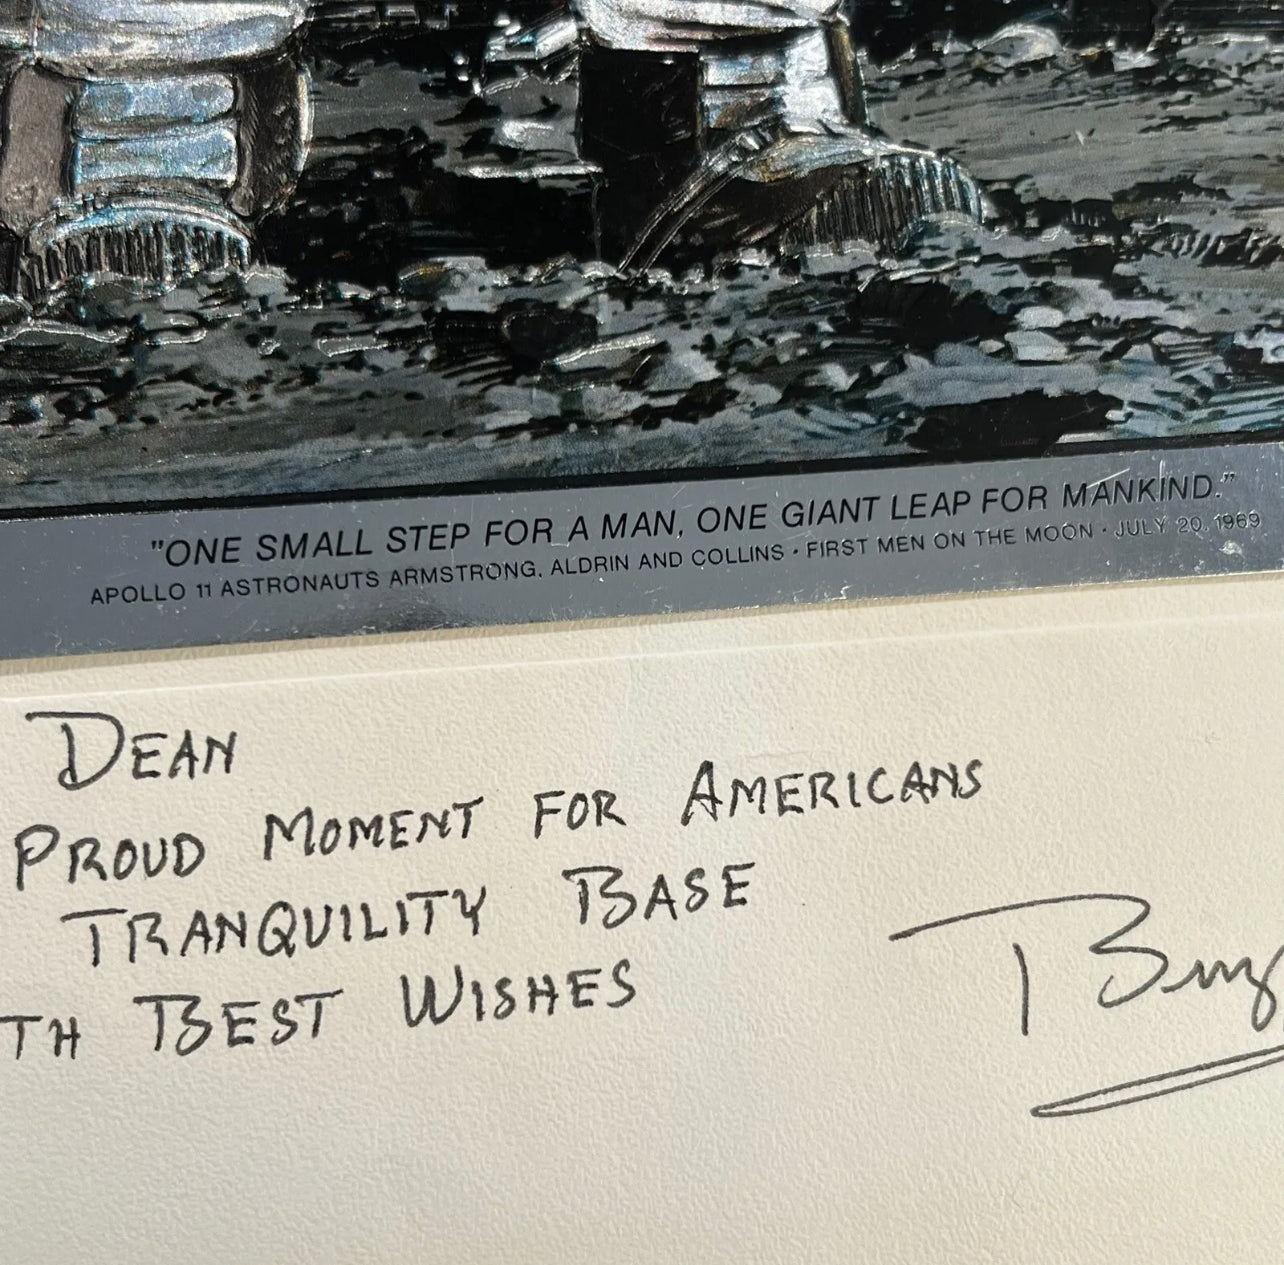 "ONE SMALL STEP FOR A MAN, ONE GIANT LEAP FOR MANKIND."
APOLLO 11 ASTRONAUTS ARMSTRONG, ALDRIN AND COLLINS · FIRST MEN ON THE MOON · JULY 20, 1969
DEAN
PROUD MOMENT FOR AMERICANS
TRANQUILITY BASE
TH BEST WISHES
Buz